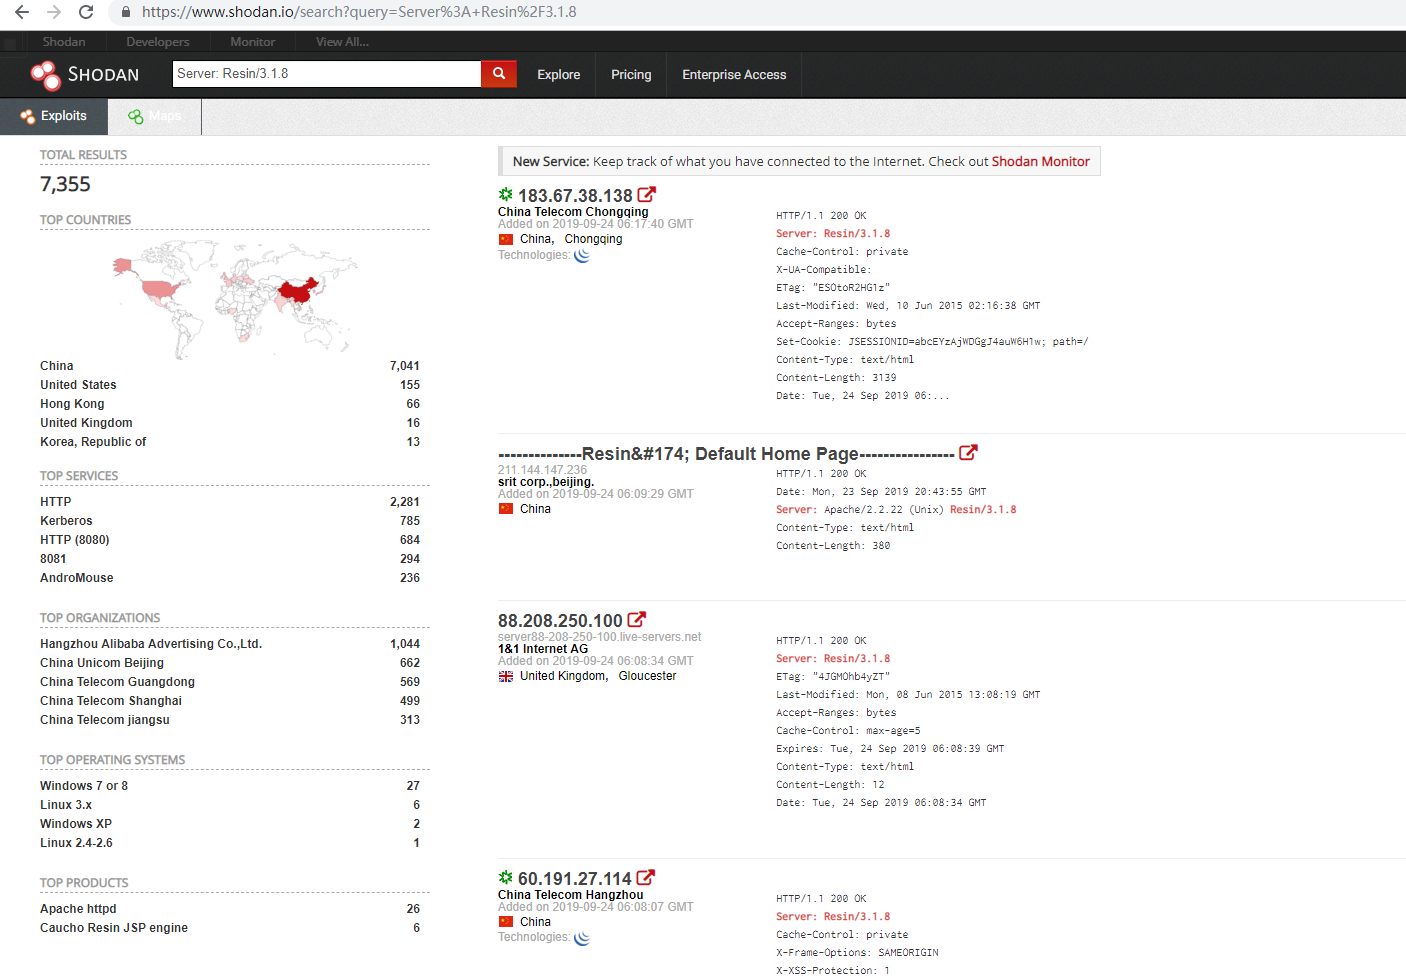 https://www.shodan.io/search?query=Server%3A+Resin%2F3.1.8
Shodan Developers Monitor View All...
SHODAN Server: Resin/3.1.8 Explore Pricing Enterprise Access
Exploits Maps
TOTAL RESULTS
7,355
TOP COUNTRIES
China 7,041
United States 155
Hong Kong 66
United Kingdom 16
Korea, Republic of 13
TOP SERVICES
HTTP 2,281
Kerberos 785
HTTP (8080) 684
8081 294
AndroMouse 236
TOP ORGANIZATIONS
Hangzhou Alibaba Advertising Co.,Ltd. 1,044
China Unicom Beijing 662
China Telecom Guangdong 569
China Telecom Shanghai 499
China Telecom jiangsu 313
TOP OPERATING SYSTEMS
Windows 7 or 8 27
Linux 3.x 6
Windows XP 2
Linux 2.4-2.6 1
TOP PRODUCTS
Apache httpd 26
Caucho Resin JSP engine 6
New Service: Keep track of what you have connected to the Internet. Check out Shodan Monitor
183.67.38.138
China Telecom Chongqing
Added on 2019-09-24 06:17:40 GMT
China, Chongqing
Technologies:
HTTP/1.1 200 OK
Server: Resin/3.1.8
Cache-Control: private
X-UA-Compatible:
ETag: "ESOtoR2HG1z"
Last-Modified: Wed, 10 Jun 2015 02:16:38 GMT
Accept-Ranges: bytes
Set-Cookie: JSESSIONID=abcEYzAjWDGgJ4auW6H1w; path=/
Content-Type: text/html
Content-Length: 3139
Date: Tue, 24 Sep 2019 06:...
--------------Resin&#174; Default Home Page----------------
211.144.147.236
srit corp.,beijing.
Added on 2019-09-24 06:09:29 GMT
China
HTTP/1.1 200 OK
Date: Mon, 23 Sep 2019 20:43:55 GMT
Server: Apache/2.2.22 (Unix) Resin/3.1.8
Content-Type: text/html
Content-Length: 380
88.208.250.100
server88-208-250-100.live-servers.net
1&1 Internet AG
Added on 2019-09-24 06:08:34 GMT
United Kingdom, Gloucester
HTTP/1.1 200 OK
Server: Resin/3.1.8
ETag: "4JGMOhb4yZT"
Last-Modified: Mon, 08 Jun 2015 13:08:19 GMT
Accept-Ranges: bytes
Cache-Control: max-age=5
Expires: Tue, 24 Sep 2019 06:08:39 GMT
Content-Type: text/html
Content-Length: 12
Date: Tue, 24 Sep 2019 06:08:34 GMT
60.191.27.114
China Telecom Hangzhou
Added on 2019-09-24 06:08:07 GMT
China
Technologies:
HTTP/1.1 200 OK
Server: Resin/3.1.8
Cache-Control: private
X-Frame-Options: SAMEORIGIN
X-XSS-Protection: 1